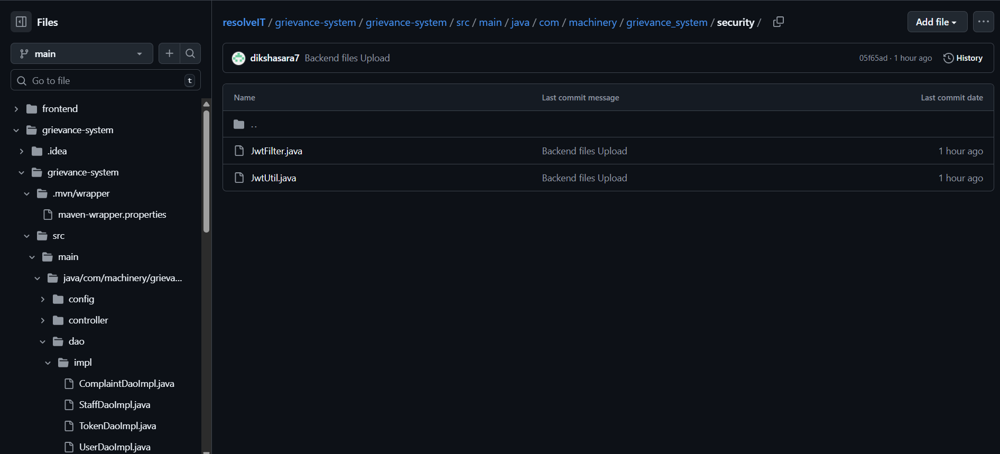 Files
main
Go to file
t
frontend
grievance-system
.idea
grievance-system
.mvn/wrapper
maven-wrapper.properties
src
main
java/com/machinery/grieva...
config
controller
dao
impl
ComplaintDaoImpl.java
StaffDaoImpl.java
TokenDaoImpl.java
UserDaoImpl.java
resolveIT / grievance-system / grievance-system / src / main / java / com / machinery / grievance_system / security /
Add file
dikshasara7 Backend files Upload
05f65ad · 1 hour ago
History
Name Last commit message Last commit date
..
JwtFilter.java Backend files Upload 1 hour ago
JwtUtil.java Backend files Upload 1 hour ago